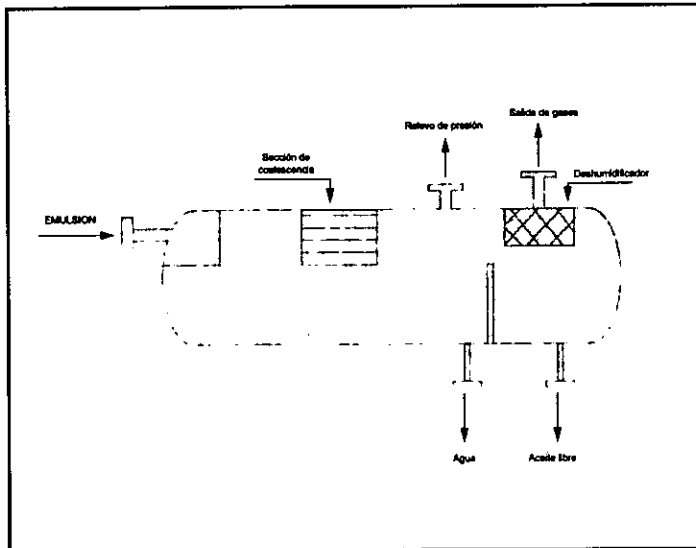 Salida de gases
Relevo de presión
Sección de
coalescencia
Deshumidificador
EMULSION
Agua
Aceite libre